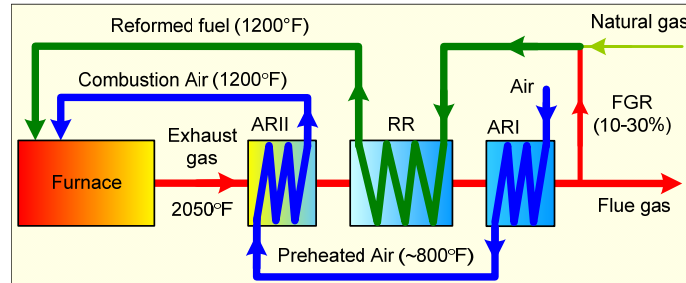 Reformed fuel (1200°F)
Natural gas
Combustion Air (1200°F)
Air
FGR
(10-30%)
Exhaust
gas
ARII
RR
ARI
Furnace
2050°F
Flue gas
Preheated Air (~800°F)